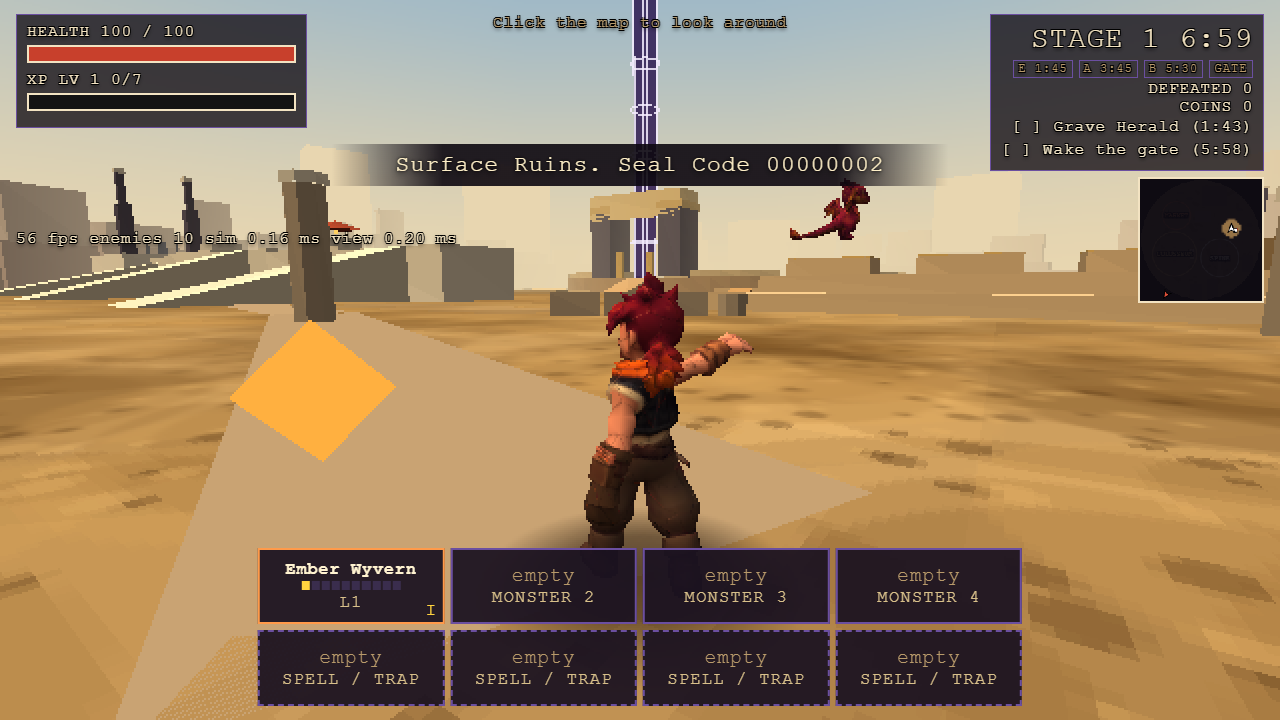 HEALTH 100 / 100
XP LV 1 0/7
Click the map to look around
STAGE 1 6:59
E 1:45 A 3:45 B 5:30 GATE
DEFEATED 0
COINS 0
[ ] Grave Herald (1:43)
[ ] Wake the gate (5:58)
Surface Ruins. Seal Code 00000002
56 fps enemies 10 sim 0.16 ms view 0.20 ms
Ember Wyvern
L1
I
empty
MONSTER 2
empty
MONSTER 3
empty
MONSTER 4
empty
SPELL / TRAP
empty
SPELL / TRAP
empty
SPELL / TRAP
empty
SPELL / TRAP